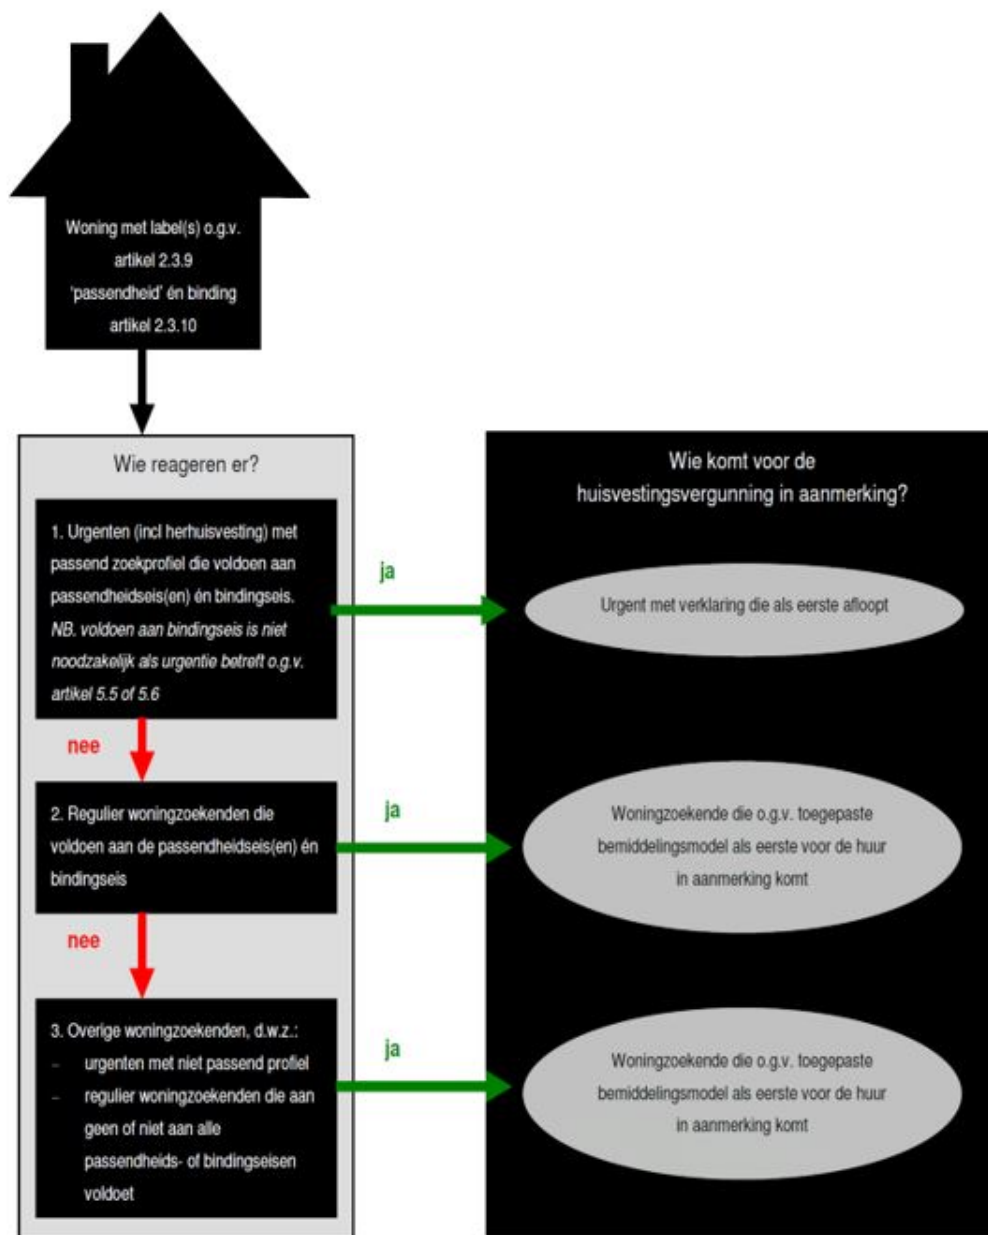 Woning met label(s) o.g.v.
artikel 2.3.9
'passendheid' én binding
artikel 2.3.10
Wie reageren er?
1. Urgenten (incl herhuisvesting) met
passend zoekprofiel die voldoen aan
passendheidseis(en) én bindingseis.
NB. voldoen aan bindingseis is niet
noodzakelijk als urgentie betreft o.g.v.
artikel 5.5 of 5.6
nee
2. Regulier woningzoekenden die
voldoen aan de passendheidseis(en) én
bindingseis
nee
3. Overige woningzoekenden, d.w.z.:
– urgenten met niet passend profiel
– regulier woningzoekenden die aan
geen of niet aan alle
passendheids- of bindingseisen
voldoet
ja
ja
ja
Wie komt voor de
huisvestingsvergunning in aanmerking?
Urgent met verklaring die als eerste afloopt
Woningzoekende die o.g.v. toegepaste
bemiddelingsmodel als eerste voor de huur
in aanmerking komt
Woningzoekende die o.g.v. toegepaste
bemiddelingsmodel als eerste voor de huur
in aanmerking komt